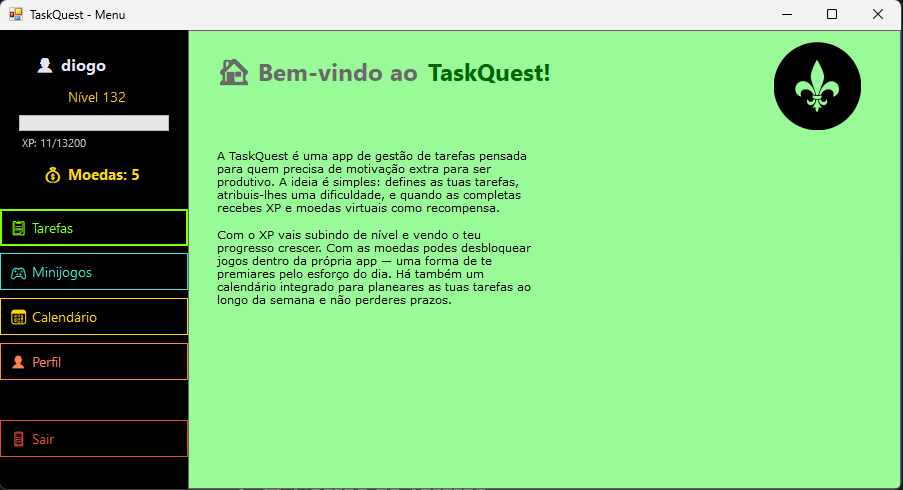 TaskQuest - Menu
diogo
Nível 132
XP: 11/13200
Moedas: 5
Tarefas
Minijogos
Calendário
Perfil
Sair
Bem-vindo ao TaskQuest!
A TaskQuest é uma app de gestão de tarefas pensada
para quem precisa de motivação extra para ser
produtivo. A ideia é simples: defines as tuas tarefas,
atribuis-lhes uma dificuldade, e quando as completas
recebes XP e moedas virtuais como recompensa.
Com o XP vais subindo de nível e vendo o teu
progresso crescer. Com as moedas podes desbloquear
jogos dentro da própria app — uma forma de te
premiares pelo esforço do dia. Há também um
calendário integrado para planeares as tuas tarefas ao
longo da semana e não perderes prazos.